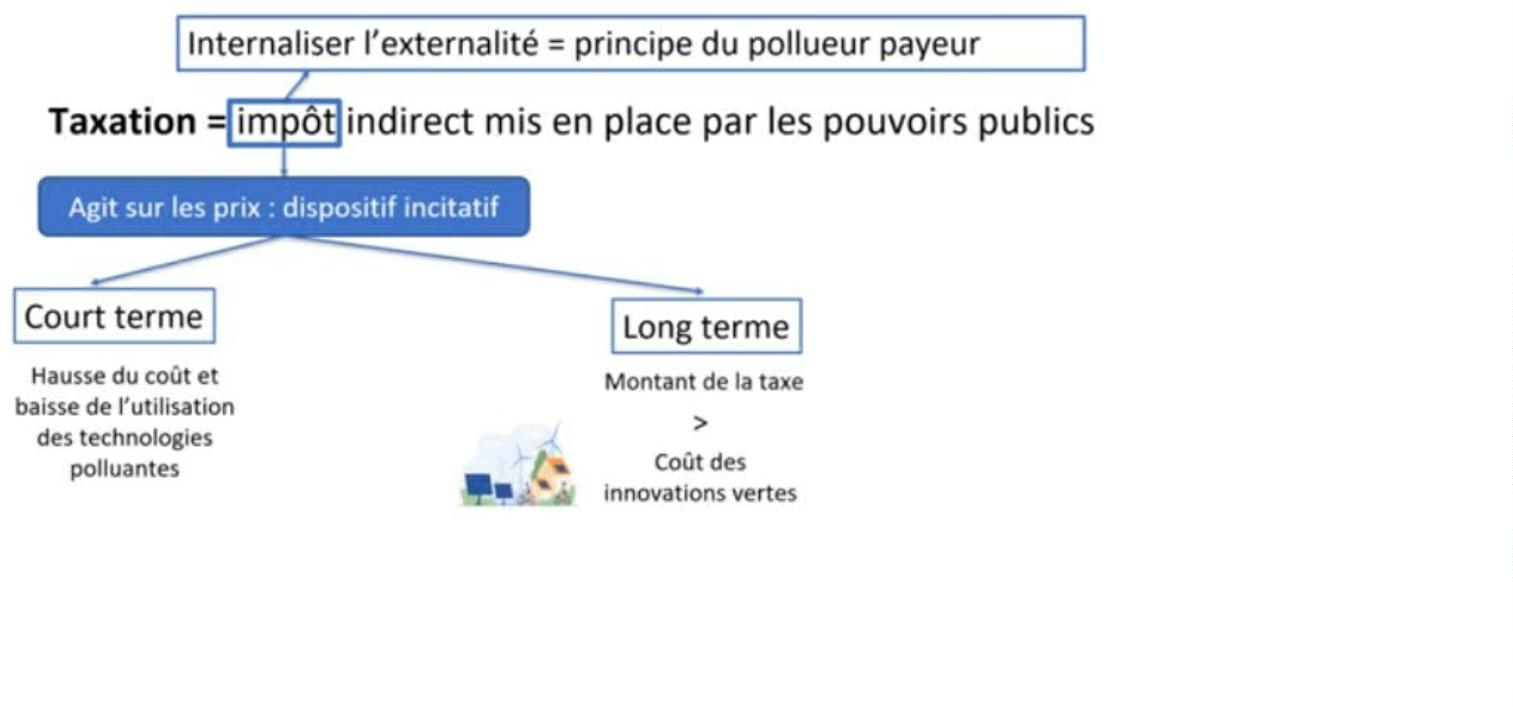 Internaliser l’externalité = principe du pollueur payeur
Taxation = impôt indirect mis en place par les pouvoirs publics
Agit sur les prix : dispositif incitatif
Court terme
Hausse du coût et
baisse de l’utilisation
des technologies
polluantes
Long terme
Montant de la taxe
>
Coût des
innovations vertes